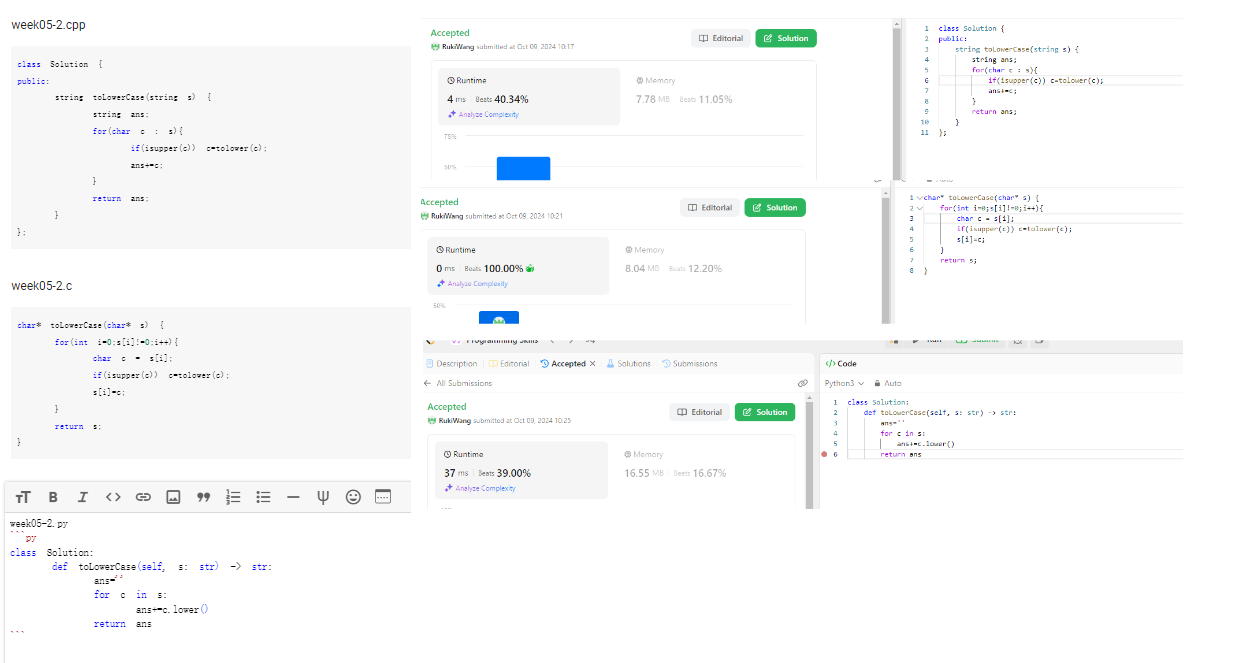 week05-2.cpp
class Solution {
public:
string toLowerCase(string s) {
string ans;
for(char c : s){
if(isupper(c)) c=tolower(c);
ans+=c;
}
return ans;
}
};
week05-2.c
char* toLowerCase(char* s) {
for(int i=0;s[i]!=0;i++){
char c = s[i];
if(isupper(c)) c=tolower(c);
s[i]=c;
}
return s;
}
week05-2.py
```py
class Solution:
def toLowerCase(self, s: str) -> str:
ans=''
for c in s:
ans+=c.lower()
return ans
```
Accepted
RukiWang submitted at Oct 09, 2024 10:17
Editorial
Solution
Runtime
4 ms Beats 40.34%
Analyze Complexity
Memory
7.78 MB Beats 11.05%
75%
50%
1 class Solution {
2 public:
3 string toLowerCase(string s) {
4 string ans;
5 for(char c : s){
6 if(isupper(c)) c=tolower(c);
7 ans+=c;
8 }
9 return ans;
10 }
11 };
Accepted
RukiWang submitted at Oct 09, 2024 10:21
Editorial
Solution
Runtime
0 ms Beats 100.00%
Analyze Complexity
Memory
8.04 MB Beats 12.20%
50%
1 char* toLowerCase(char* s) {
2 for(int i=0;s[i]!=0;i++){
3 char c = s[i];
4 if(isupper(c)) c=tolower(c);
5 s[i]=c;
6 }
7 return s;
8 }
Programming Skills
Description Editorial Accepted Solutions Submissions
All Submissions
Accepted
RukiWang submitted at Oct 09, 2024 10:25
Editorial
Solution
Runtime
37 ms Beats 39.00%
Analyze Complexity
Memory
16.55 MB Beats 16.67%
Code
Python3 Auto
1 class Solution:
2 def toLowerCase(self, s: str) -> str:
3 ans=''
4 for c in s:
5 ans+=c.lower()
6 return ans